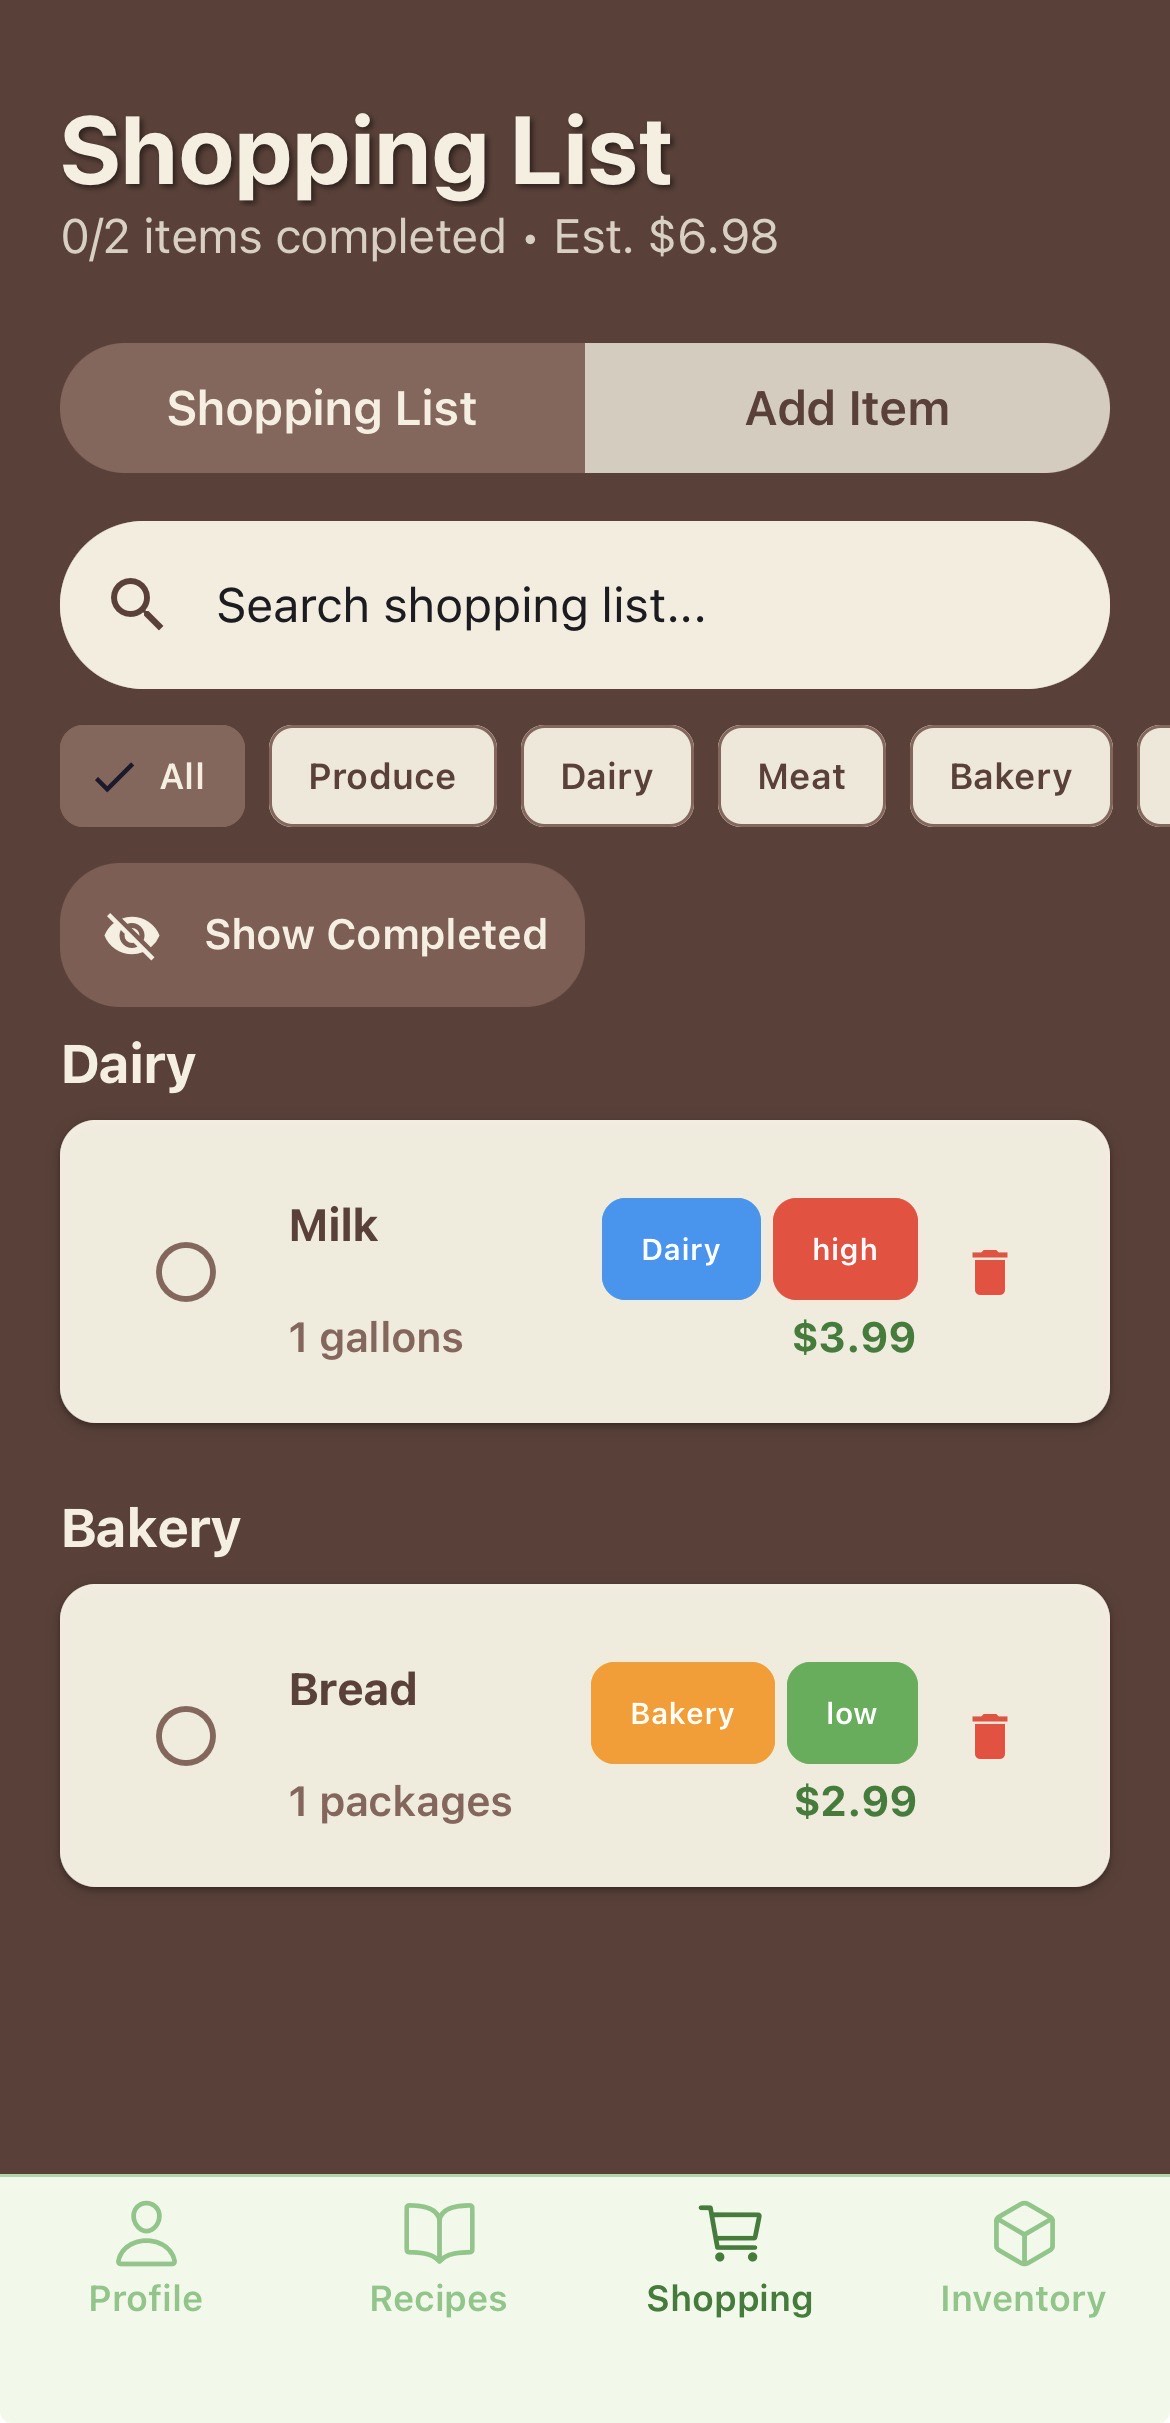 Shopping List
0/2 items completed • Est. $6.98
Shopping List
Add Item
Search shopping list...
All
Produce
Dairy
Meat
Bakery
Show Completed
Dairy
Milk
Dairy
high
1 gallons
$3.99
Bakery
Bread
Bakery
low
1 packages
$2.99
Profile
Recipes
Shopping
Inventory